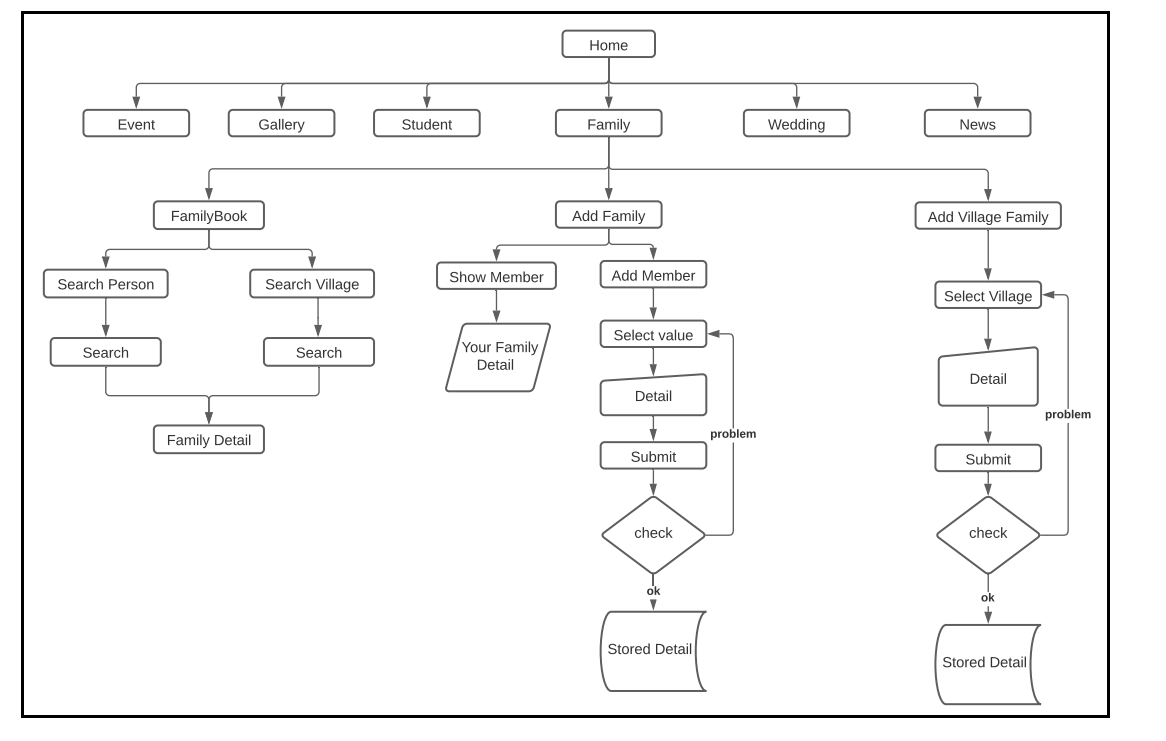 Home
Event
Gallery
Student
Family
Wedding
News
FamilyBook
Add Family
Add Village Family
Search Person
Search Village
Show Member
Add Member
Select Village
Search
Search
Your Family
Detail
Select value
Detail
Detail
problem
problem
Family Detail
Submit
Submit
check
check
ok
ok
Stored Detail
Stored Detail